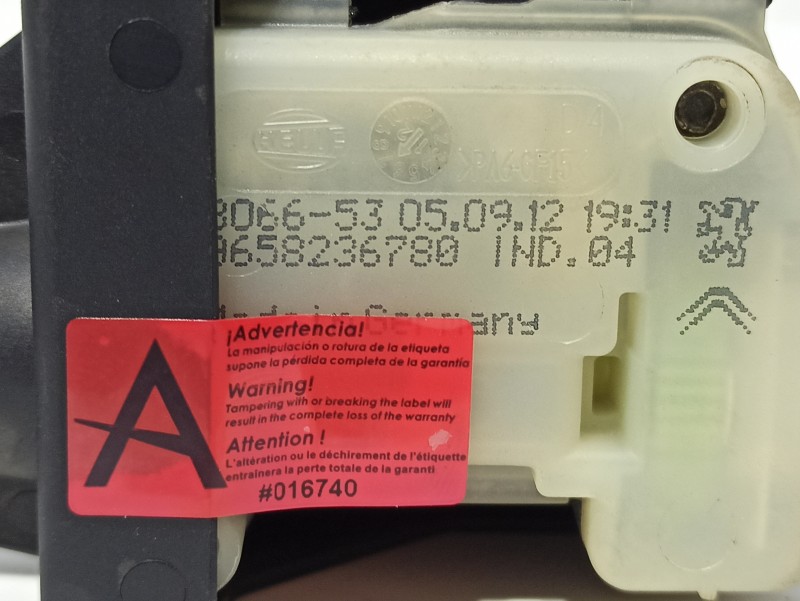 HELLA
D4
8066-53 05.09.12 19:31
9658236780 IND.04
Made in Germany
¡Advertencia!
La manipulación o rotura de la etiqueta
supone la pérdida completa de la garantía
Warning!
Tampering with or breaking the label will
result in the complete loss of the warranty
Attention !
L'altération ou le déchirement de l'étiquette
entraînera la perte totale de la garanti
#016740
A